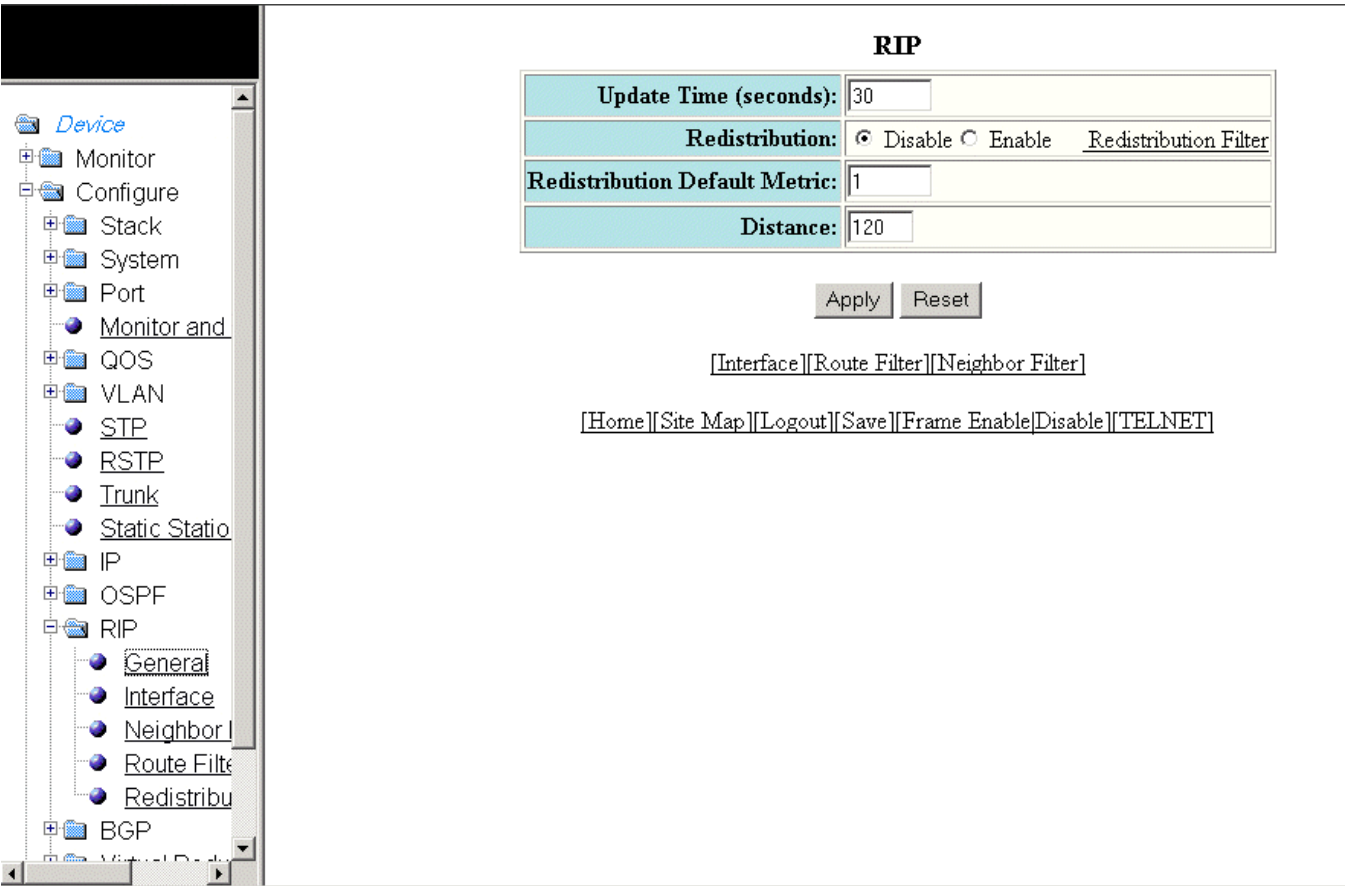 Device
Monitor
Configure
Stack
System
Port
Monitor and
QOS
VLAN
STP
RSTP
Trunk
Static Statio
IP
OSPF
RIP
General
Interface
Neighbor
Route Filte
Redistribu
BGP
RIP
Update Time (seconds): 30
Redistribution: Disable Enable Redistribution Filter
Redistribution Default Metric: 1
Distance: 120
Apply Reset
[Interface][Route Filter][Neighbor Filter]
[Home][Site Map][Logout][Save][Frame Enable|Disable][TELNET]